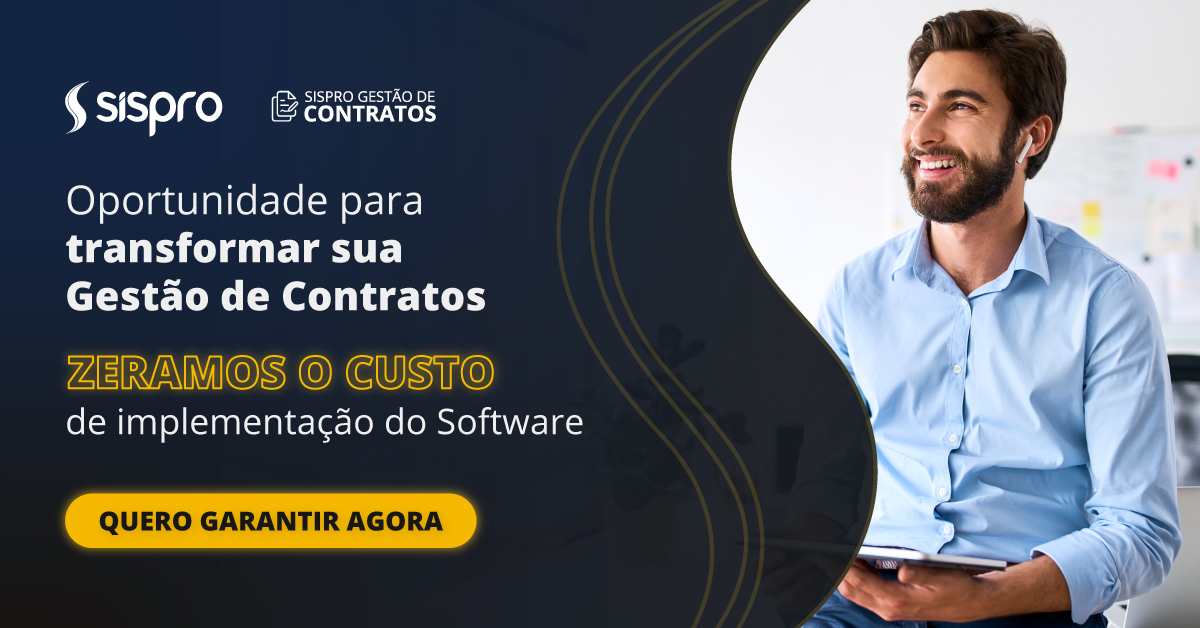 sispro
SISPRO GESTÃO DE
CONTRATOS
Oportunidade para
transformar sua
Gestão de Contratos
ZERAMOS O CUSTO
de implementação do Software
QUERO GARANTIR AGORA